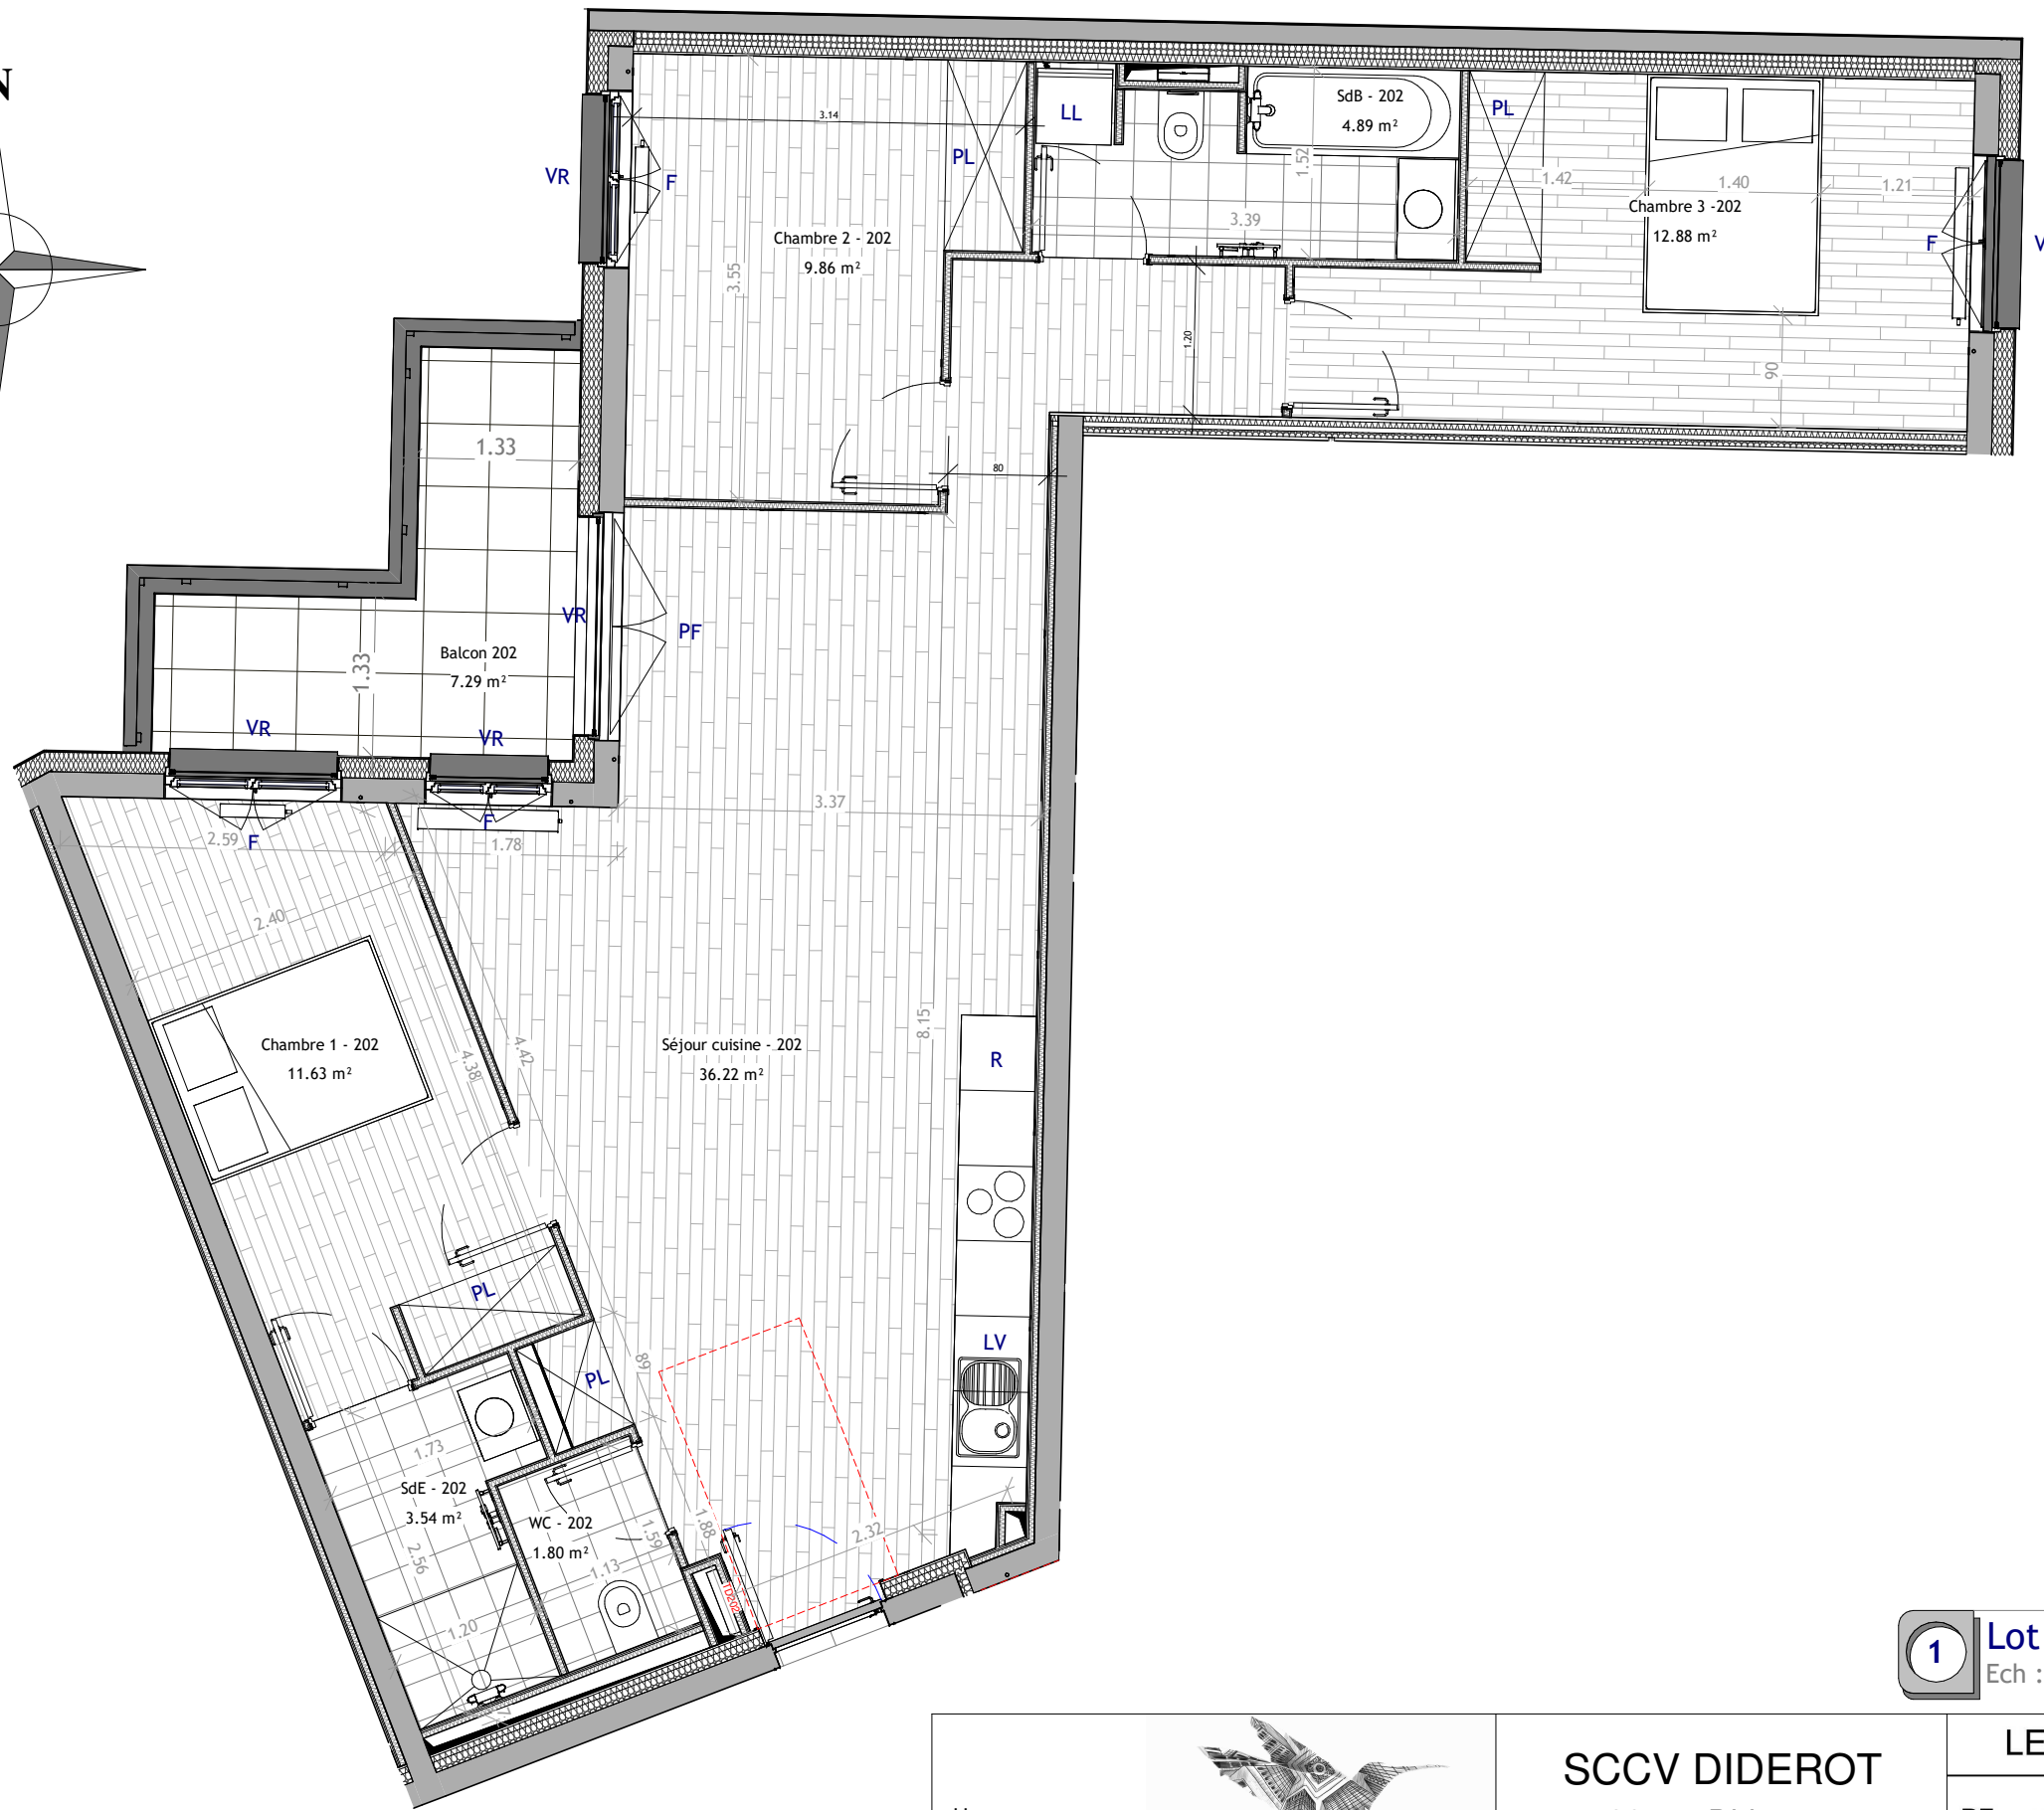 N
3.14
LL
SdB - 202
4.89 m²
PL
VR
F
PL
1.52
1.42
1.40
1.21
Chambre 3 -202
12.88 m²
3.39
F
Chambre 2 - 202
9.86 m²
3.55
1.20
90
1.33
80
VR
PF
Balcon 202
7.29 m²
1.33
VR
VR
3.37
F
2.59
F
1.78
2.40
8.15
Chambre 1 - 202
11.63 m²
4.38
4.42
Séjour cuisine - 202
36.22 m²
R
PL
LV
89
PL
1.73
SdE - 202
3.54 m²
WC - 202
1.80 m²
1.59
1.88
2.32
2.56
1.13
TD202
1.20
1
Lot
Ech :
LE
SCCV DIDEROT